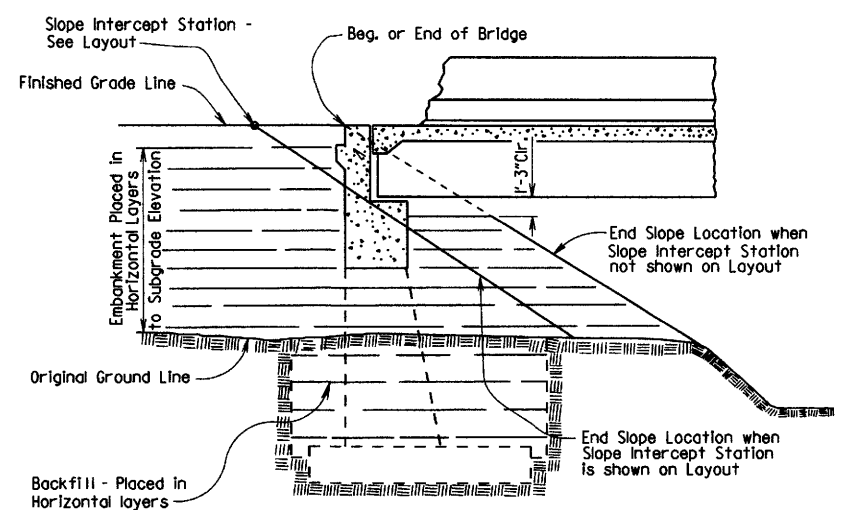 Slope Intercept Station -
See Layout
Beg. or End of Bridge
Finished Grade Line
Embankment Placed in
Horizontal Layers
to Subgrade Elevation
1'-3"Clr.
End Slope Location when
Slope Intercept Station
not shown on Layout
Original Ground Line
End Slope Location when
Slope Intercept Station
is shown on Layout
Backfill - Placed in
Horizontal layers